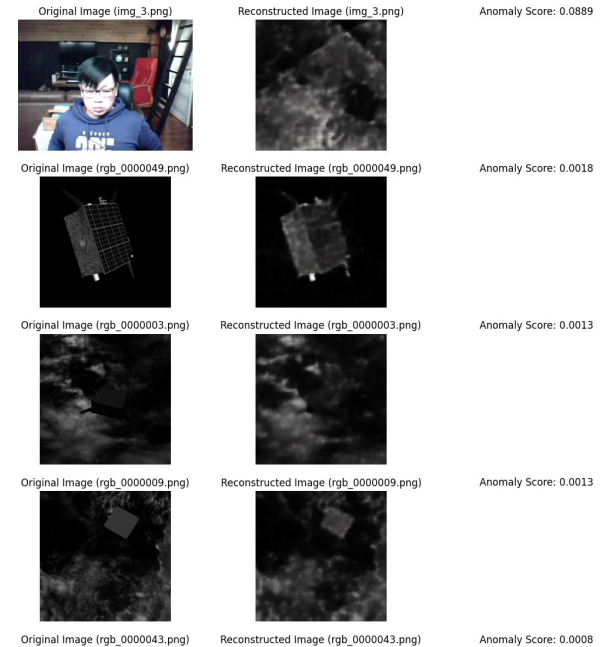 Original Image (img_3.png) Reconstructed Image (img_3.png) Anomaly Score: 0.0889
Original Image (rgb_0000049.png) Reconstructed Image (rgb_0000049.png) Anomaly Score: 0.0018
Original Image (rgb_0000003.png) Reconstructed Image (rgb_0000003.png) Anomaly Score: 0.0013
Original Image (rgb_0000009.png) Reconstructed Image (rgb_0000009.png) Anomaly Score: 0.0013
Original Image (rgb_0000043.png) Reconstructed Image (rgb_0000043.png) Anomaly Score: 0.0008